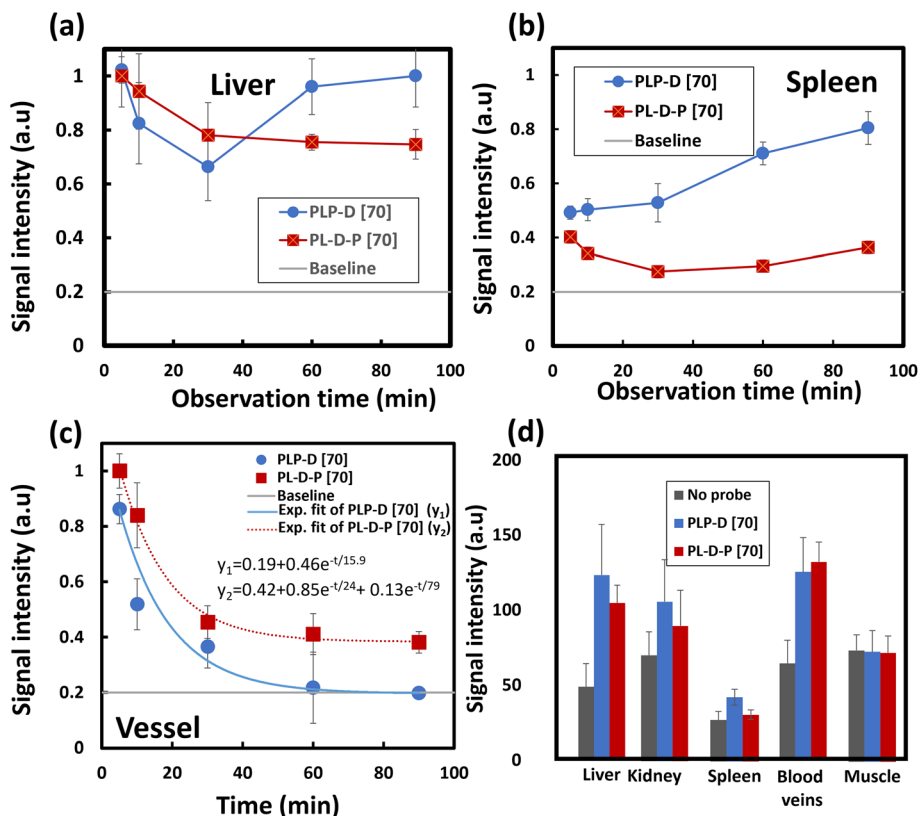 (a)
Signal intensity (a.u)
1
0.8
0.6
0.4
0.2
0
Liver
PLP-D [70]
PL-D-P [70]
Baseline
0 20 40 60 80 100
Observation time (min)
(b)
Signal intensity (a.u)
1
0.8
0.6
0.4
0.2
0
PLP-D [70]
PL-D-P [70]
Baseline
Spleen
0 20 40 60 80 100
Observation time (min)
(c)
Signal intensity (a.u)
1
0.8
0.6
0.4
0.2
0
PLP-D [70]
PL-D-P [70]
Baseline
Exp. fit of PLP-D [70] (y₁)
Exp. fit of PL-D-P [70] (y₂)
y₁=0.19+0.46e^-t/15.9
y₂=0.42+0.85e^-t/24+ 0.13e^-t/79
Vessel
0 20 40 60 80 100
Time (min)
(d)
Signal intensity (a.u)
200
150
100
50
0
No probe
PLP-D [70]
PL-D-P [70]
Liver Kidney Spleen Blood Muscle
veins